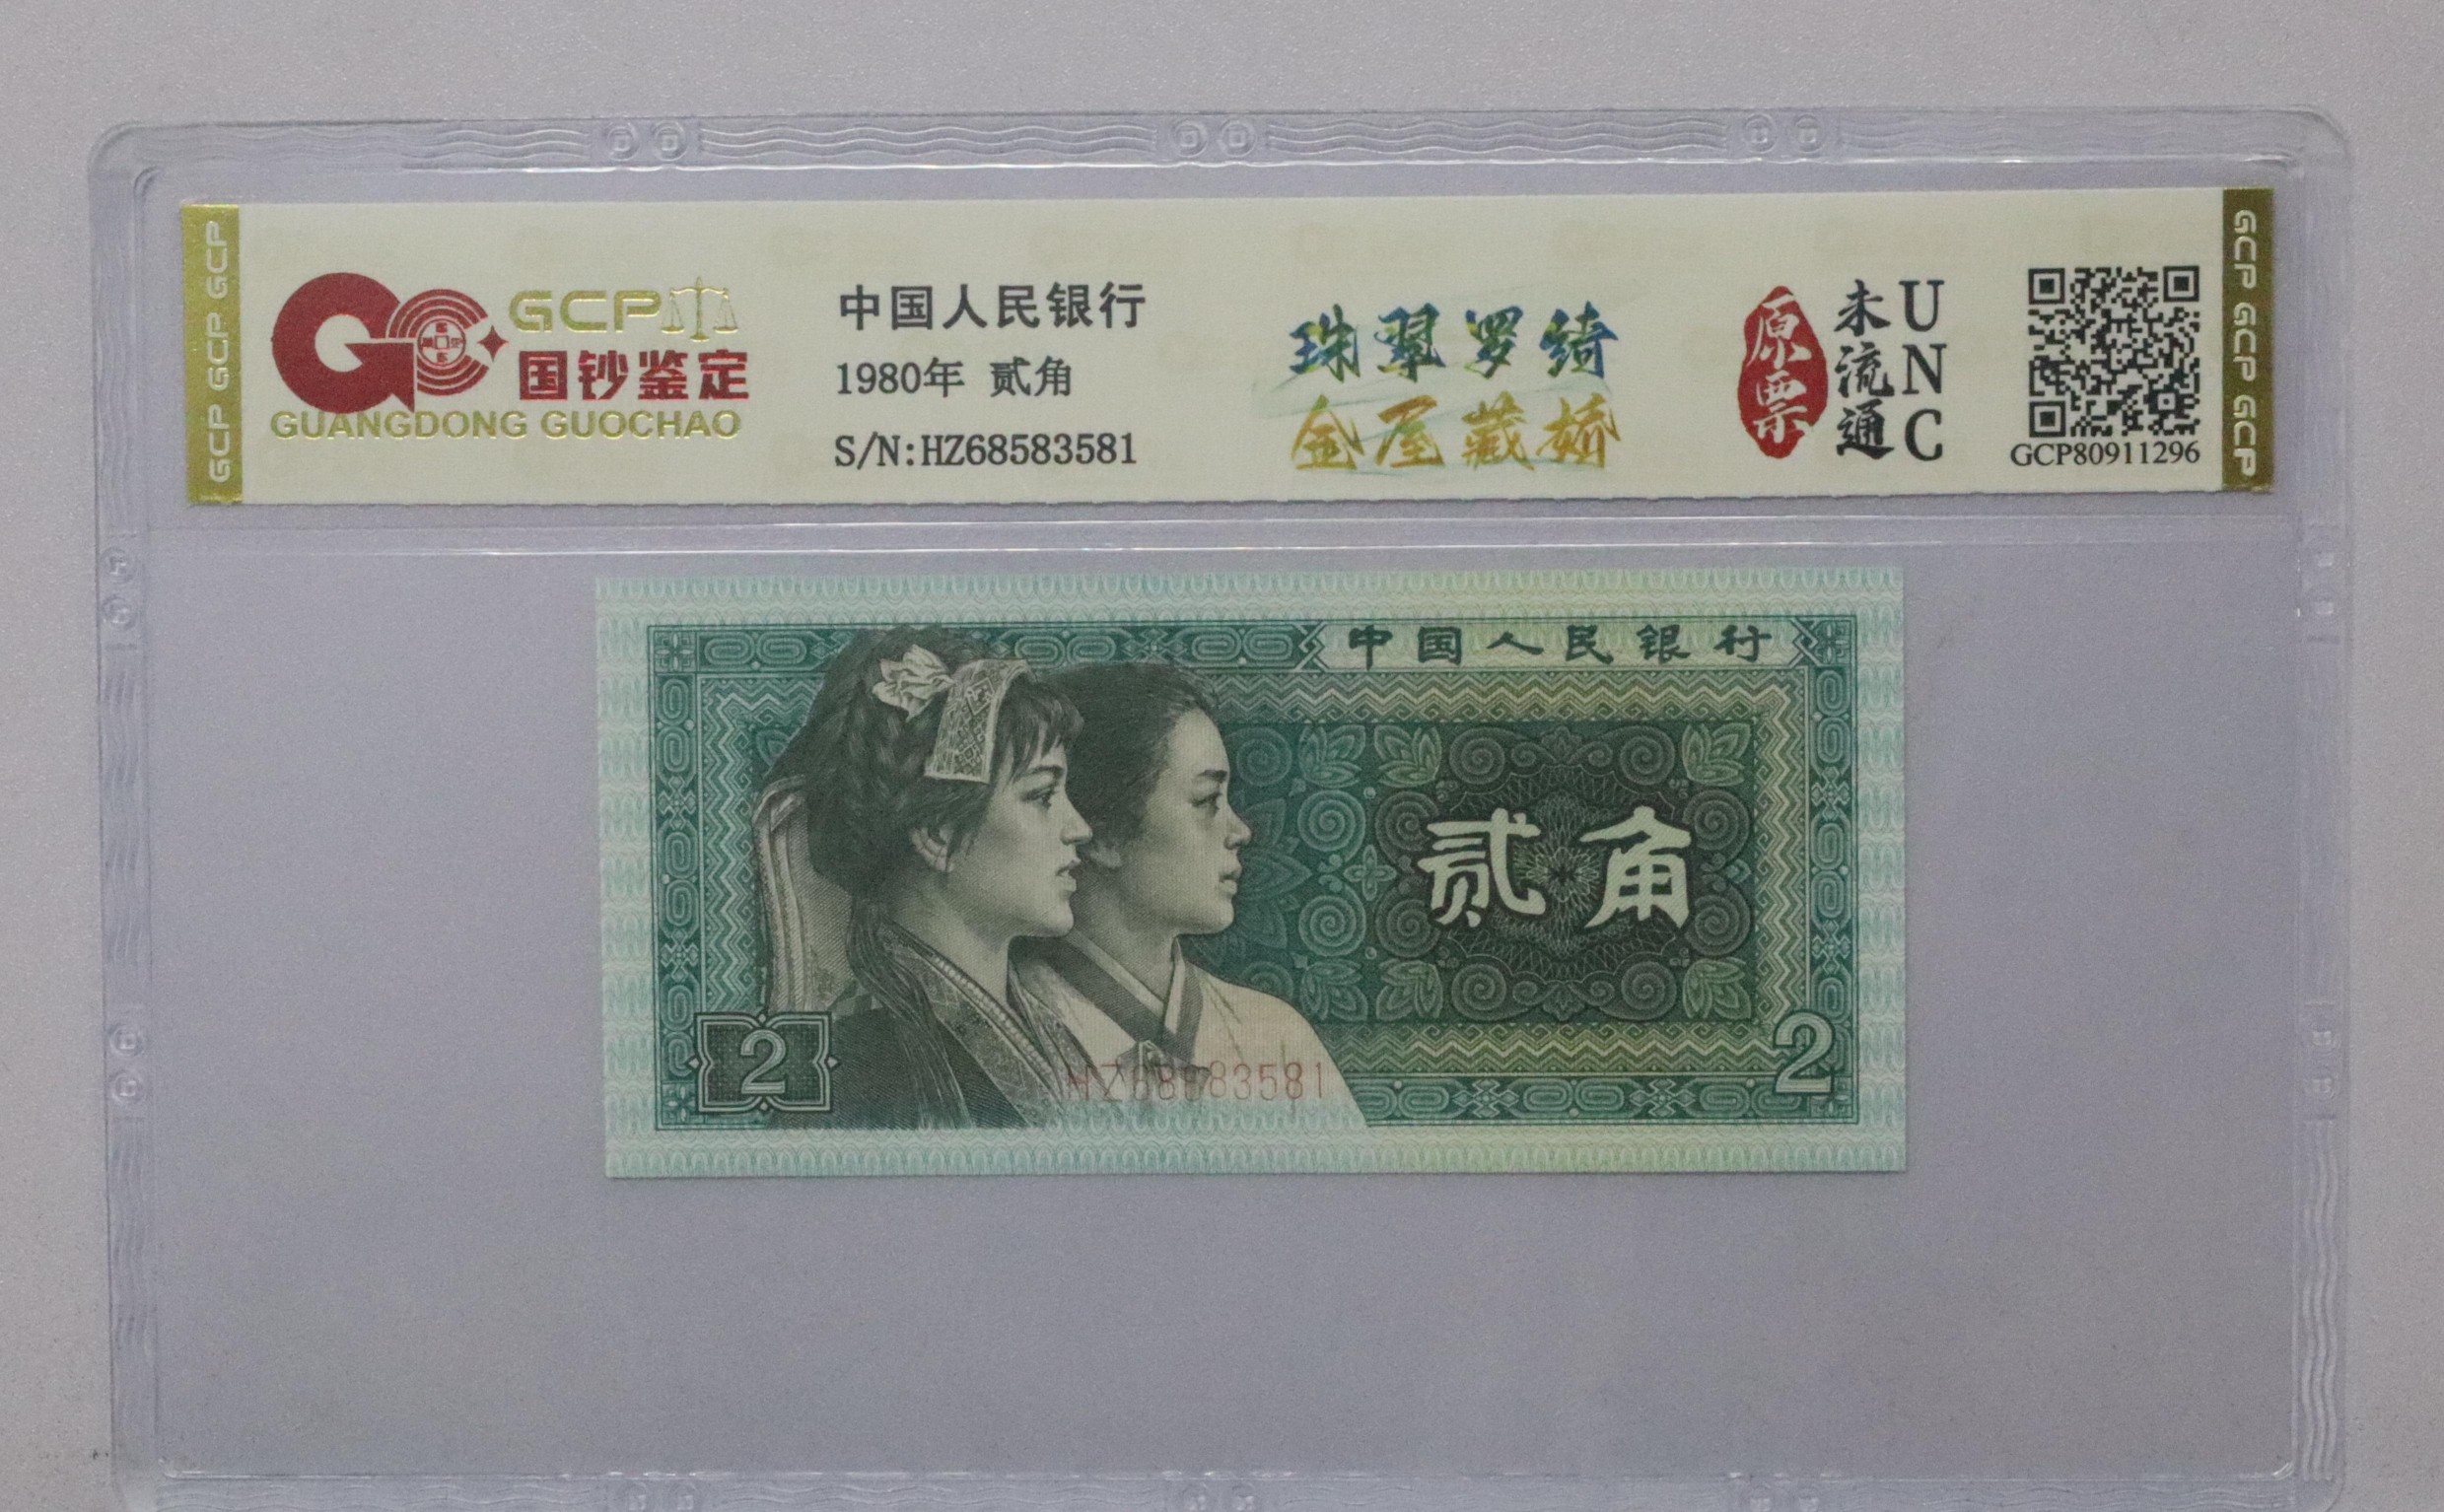 GCP GCP GCP
GCP
国钞鉴定
GUANGDONG GUOCHAO
中国人民银行
1980年 贰角
S/N:HZ68583581
珠翠罗绮
金屋藏娇
原票
未流通
UNC
GCP80911296
GCP GCP GCP
中国人民银行
贰角
2
HZ68583581
2